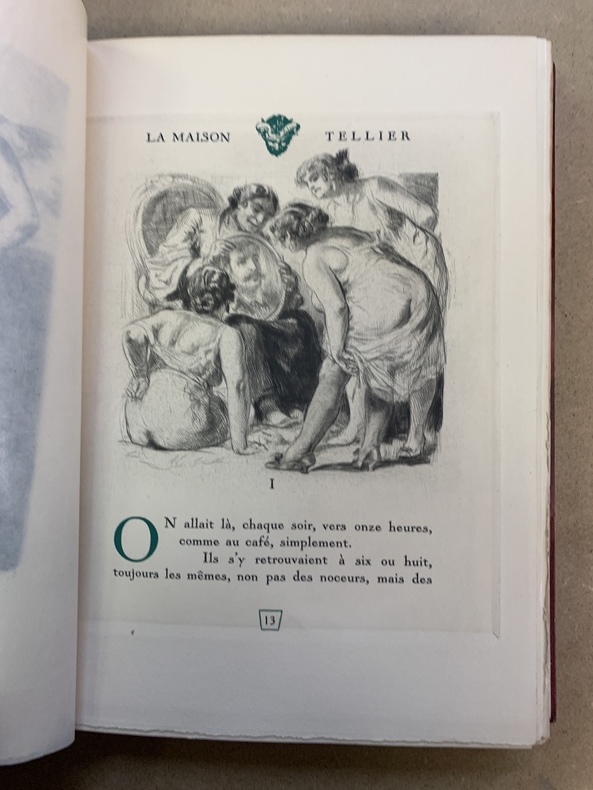 LA MAISON TELLIER
I
ON allait là, chaque soir, vers onze heures,
comme au café, simplement.
Ils s'y retrouvaient à six ou huit,
toujours les mêmes, non pas des noceurs, mais des
13